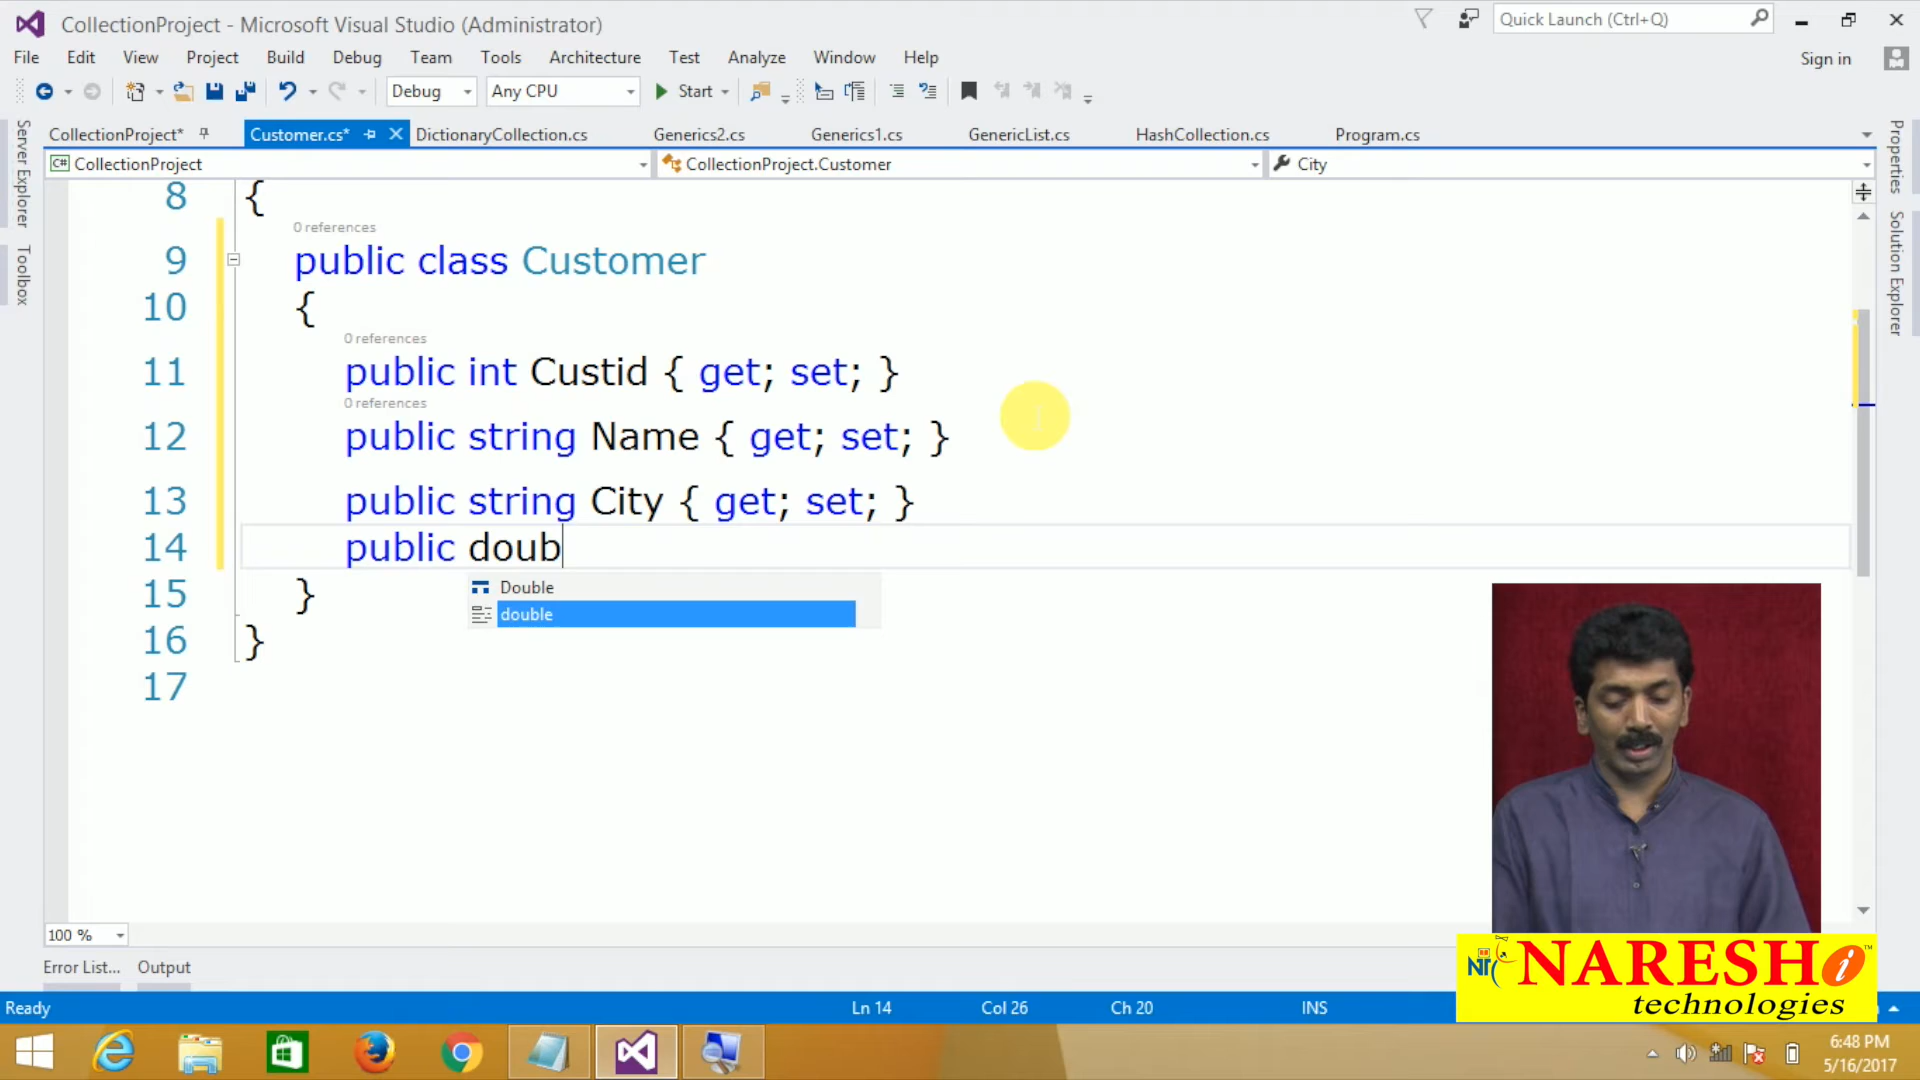 CollectionProject - Microsoft Visual Studio (Administrator)
Quick Launch (Ctrl+Q)
File Edit View Project Build Debug Team Tools Architecture Test Analyze Window Help
Sign in
Debug Any CPU Start
CollectionProject* Customer.cs* DictionaryCollection.cs Generics2.cs Generics1.cs GenericList.cs HashCollection.cs Program.cs
C# CollectionProject CollectionProject.Customer City
Server Explorer
Toolbox
Properties
Solution Explorer
8 {
0 references
9 public class Customer
10 {
0 references
11 public int Custid { get; set; }
0 references
12 public string Name { get; set; }
13 public string City { get; set; }
14 public doub
Double
15 }
double
16 }
17
100 %
Error List... Output
NARESH i
technologies
Ready Ln 14 Col 26 Ch 20 INS
6:48 PM
5/16/2017